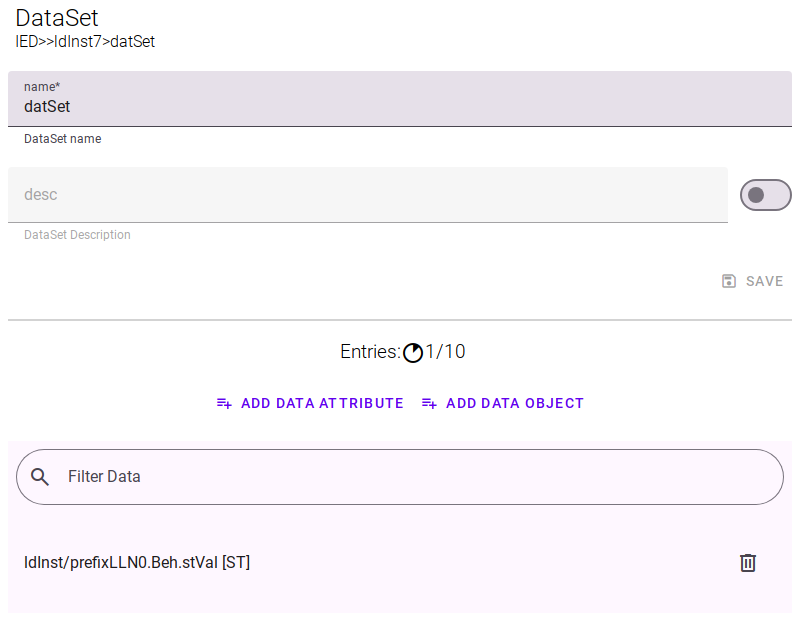 DataSet
IED>>ldInst7>datSet
name*
datSet
DataSet name
desc
DataSet Description
SAVE
Entries: 1/10
ADD DATA ATTRIBUTE ADD DATA OBJECT
Filter Data
ldInst/prefixLLN0.Beh.stVal [ST]